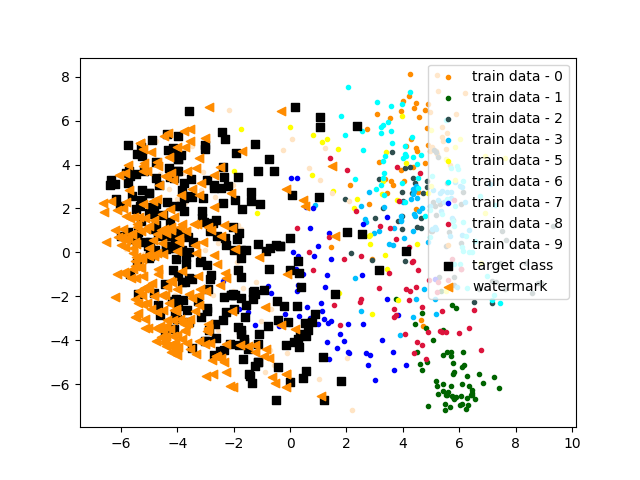 8
6
4
2
0
−2
−4
−6
−6
−4
−2
0
2
4
6
8
10
train data - 0
train data - 1
train data - 2
train data - 3
train data - 5
train data - 6
train data - 7
train data - 8
train data - 9
target class
watermark